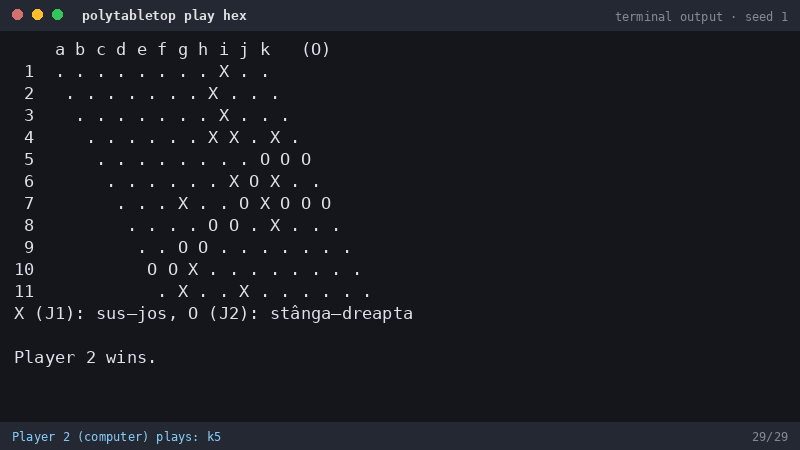 polytabletop play hex
terminal output · seed 1
a b c d e f g h i j k (O)
1 . . . . . . . . X . .
2 . . . . . . . X . . .
3 . . . . . . . X . . .
4 . . . . . . X X . X .
5 . . . . . . . . O O O
6 . . . . . . X O X . .
7 . . . X . . O X O O O
8 . . . . O O . X . . .
9 . . O O . . . . . . .
10 O O X . . . . . . . .
11 . X . . X . . . . . .
X (J1): sus—jos, O (J2): stânga—dreapta
Player 2 wins.
Player 2 (computer) plays: k5
29/29